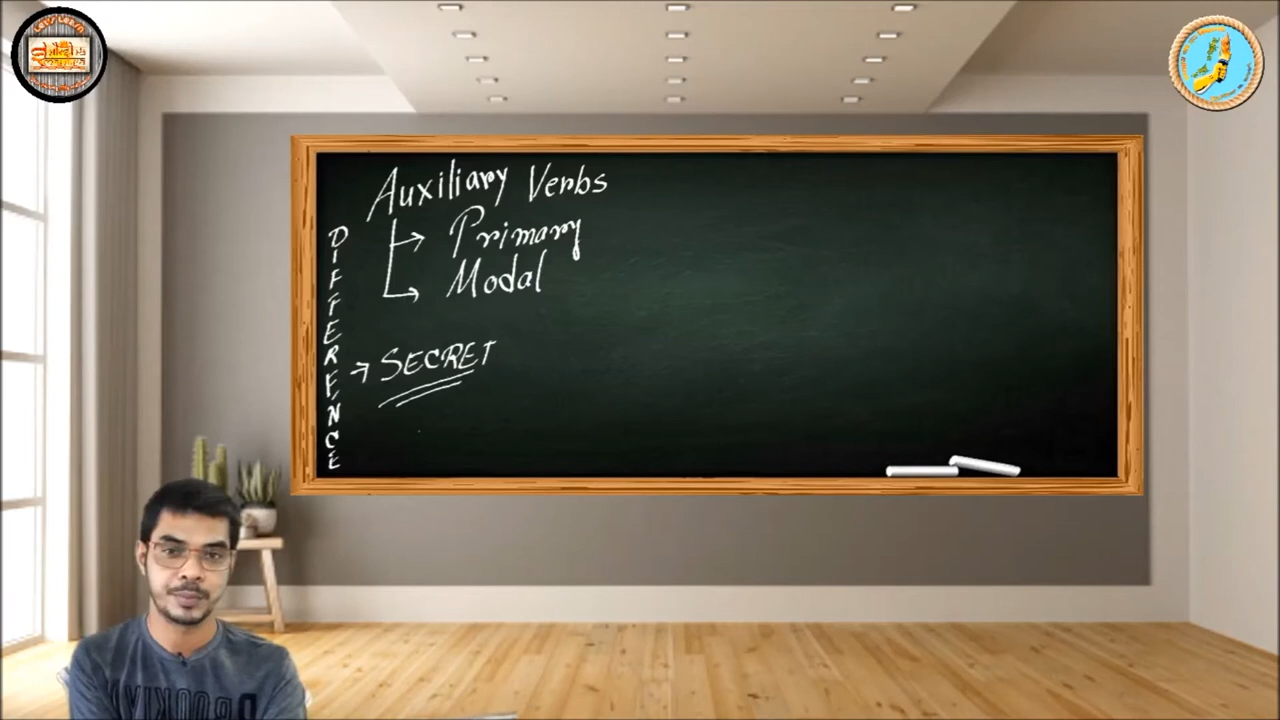 Auxiliary Verbs
→ Primary
→ Modal
DIFFERENCE
→ SECRET